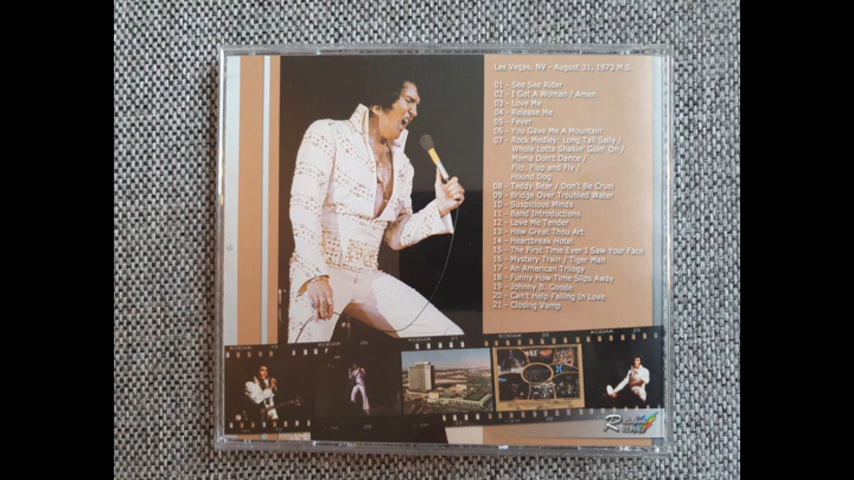 Las Vegas, NV - August 31, 1973 M.S.
01 - See See Rider
02 - I Got A Woman / Amen
03 - Love Me
04 - Release Me
05 - Fever
06 - You Gave Me A Mountain
07 - Rock Medley: Long Tall Sally /
Whole Lotta Shakin' Goin' On /
Mama Don't Dance /
Flip, Flop and Fly /
Hound Dog
08 - Teddy Bear / Don't Be Cruel
09 - Bridge Over Troubled Water
10 - Suspicious Minds
11 - Band Introductions
12 - Love Me Tender
13 - How Great Thou Art
14 - Heartbreak Hotel
15 - The First Time Ever I Saw Your Face
16 - Mystery Train / Tiger Man
17 - An American Trilogy
18 - Funny How Time Slips Away
19 - Johnny B. Goode
20 - Can't Help Falling In Love
21 - Closing Vamp
KODAK
KODAK
KODAK
KODAK